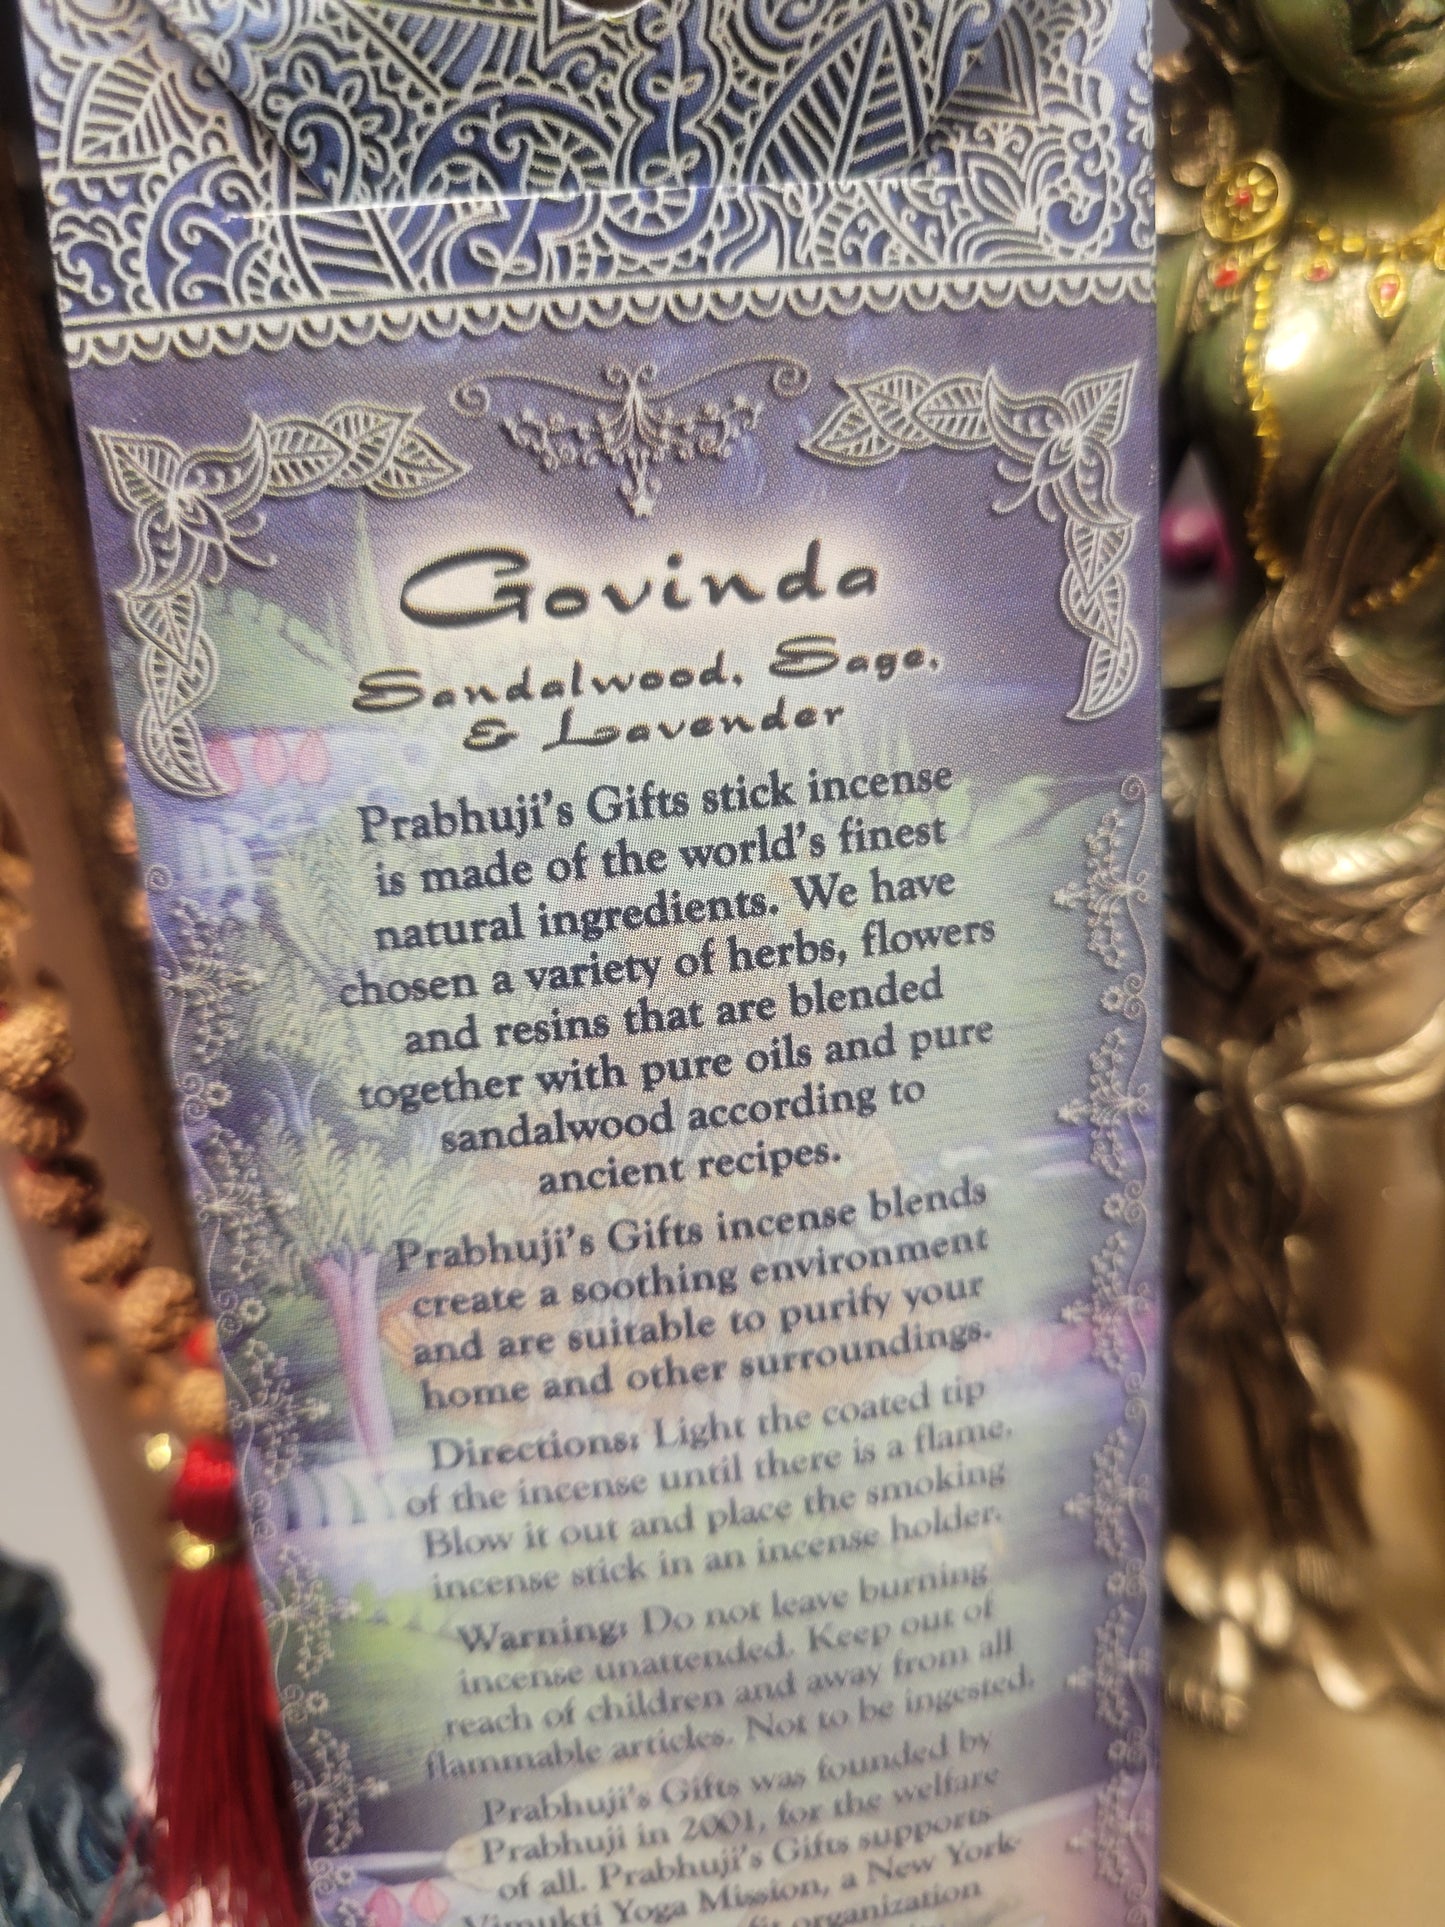 Govinda
Sandalwood, Sage,
& Lavender
Prabhuji's Gifts stick incense
is made of the world's finest
natural ingredients. We have
chosen a variety of herbs, flowers
and resins that are blended
together with pure oils and pure
sandalwood according to
ancient recipes.
Prabhuji's Gifts incense blends
create a soothing environment
and are suitable to purify your
home and other surroundings.
Directions: Light the coated tip
of the incense until there is a flame.
Blow it out and place the smoking
incense stick in an incense holder.
Warning: Do not leave burning
incense unattended. Keep out of
reach of children and away from all
flammable articles. Not to be ingested.
Prabhuji's Gifts was founded by
Prabhuji in 2001, for the welfare
of all. Prabhuji's Gifts supports
Vimukti Yoga Mission, a New York
organization